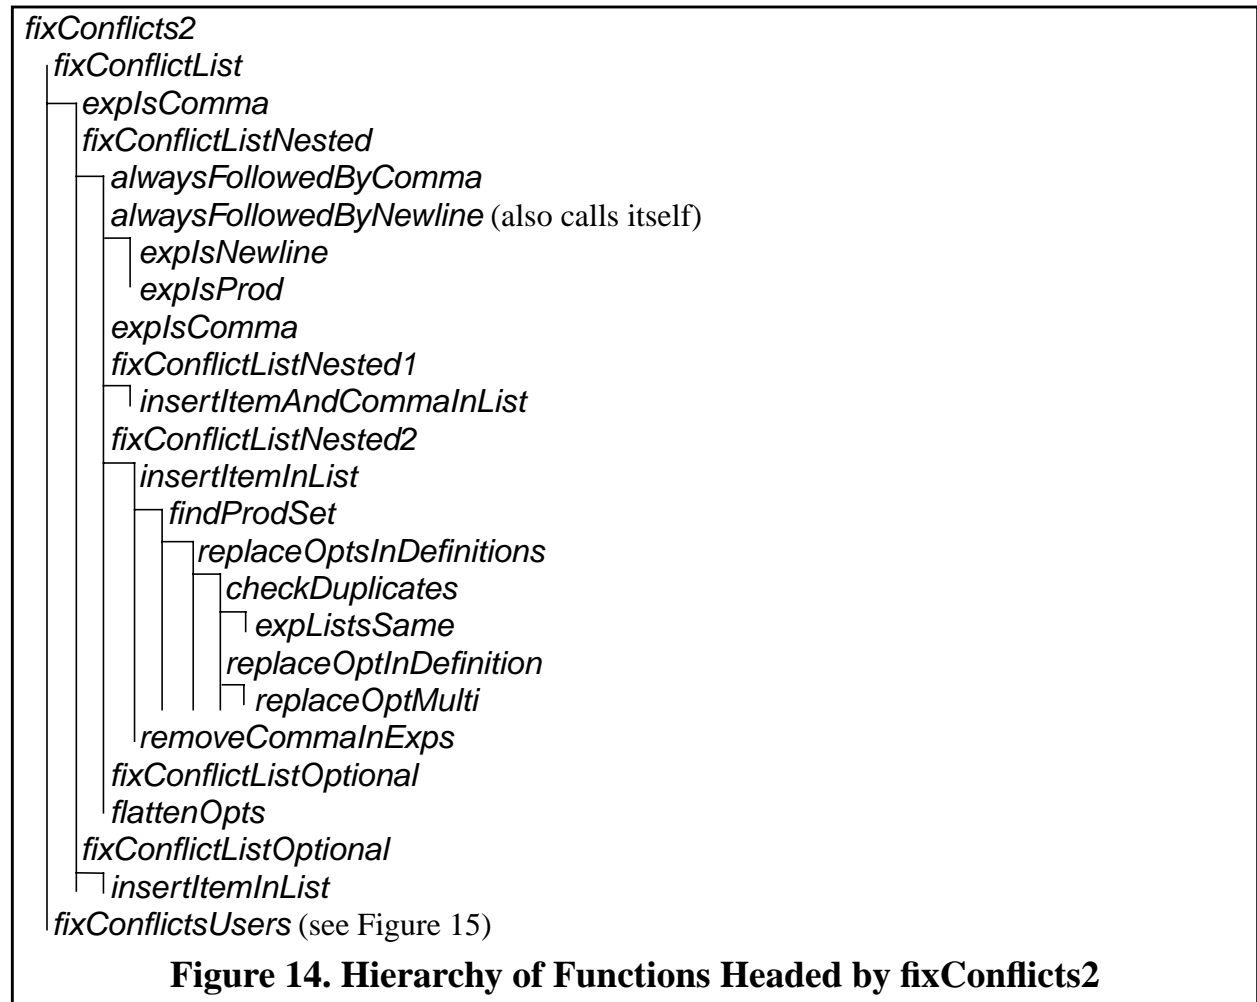 fixConflicts2
fixConflictList
expIsComma
fixConflictListNested
alwaysFollowedByComma
alwaysFollowedByNewline (also calls itself)
expIsNewline
expIsProd
expIsComma
fixConflictListNested1
insertItemAndCommaInList
fixConflictListNested2
insertItemInList
findProdSet
replaceOptsInDefinitions
checkDuplicates
expListsSame
replaceOptInDefinition
replaceOptMulti
removeCommaInExps
fixConflictListOptional
flattenOpts
fixConflictListOptional
insertItemInList
fixConflictsUsers (see Figure 15)
Figure 14. Hierarchy of Functions Headed by fixConflicts2